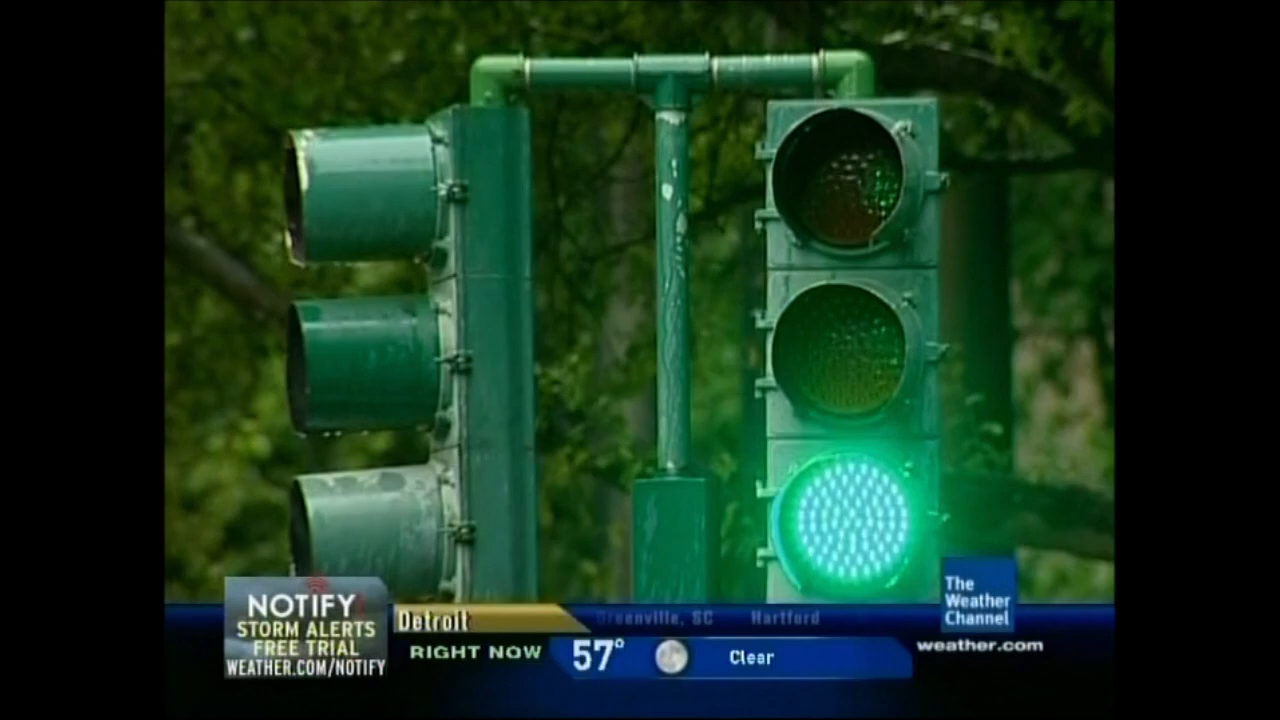 NOTIFY
STORM ALERTS
FREE TRIAL
WEATHER.COM/NOTIFY
Detroit
Greenville, SC
Hartford
RIGHT NOW
57°
Clear
The
Weather
Channel
weather.com